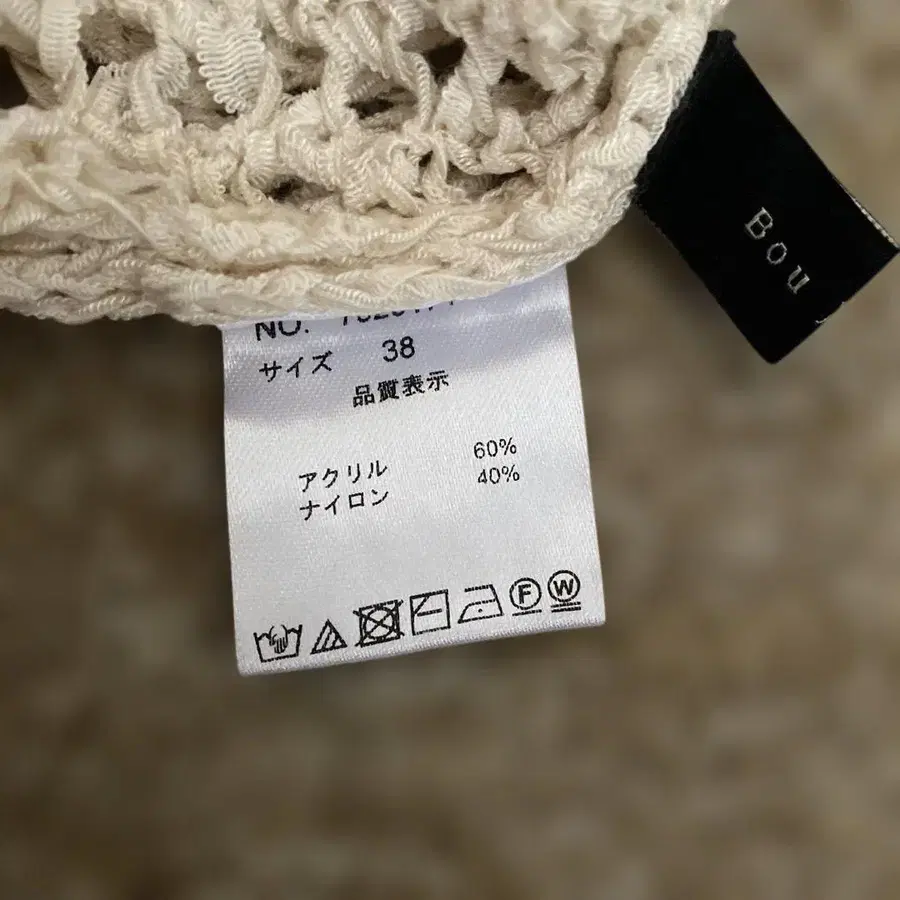 NO.
サイズ 38
品質表示
アクリル 60%
ナイロン 40%
F W
Bou